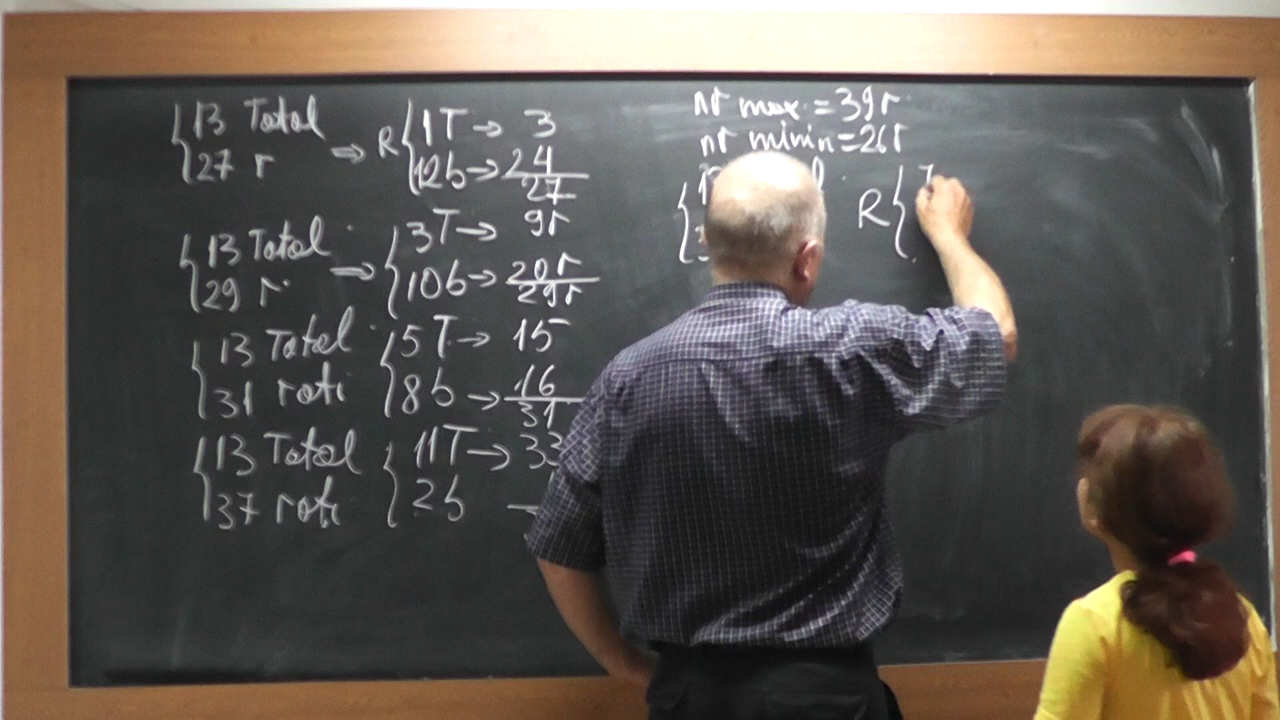 {13 Total ⇒ R{1T → 3
{27 r {12b → 24
27
{13 Total ⇒ {3T → 9r
{29 r. {10b → 20r
29r
{13 Total {5T → 15
{31 roti {8b → 16
31
{13 Total {11T → 33
{37 roti {2b
nr max = 39r
nr minin = 26r
R{